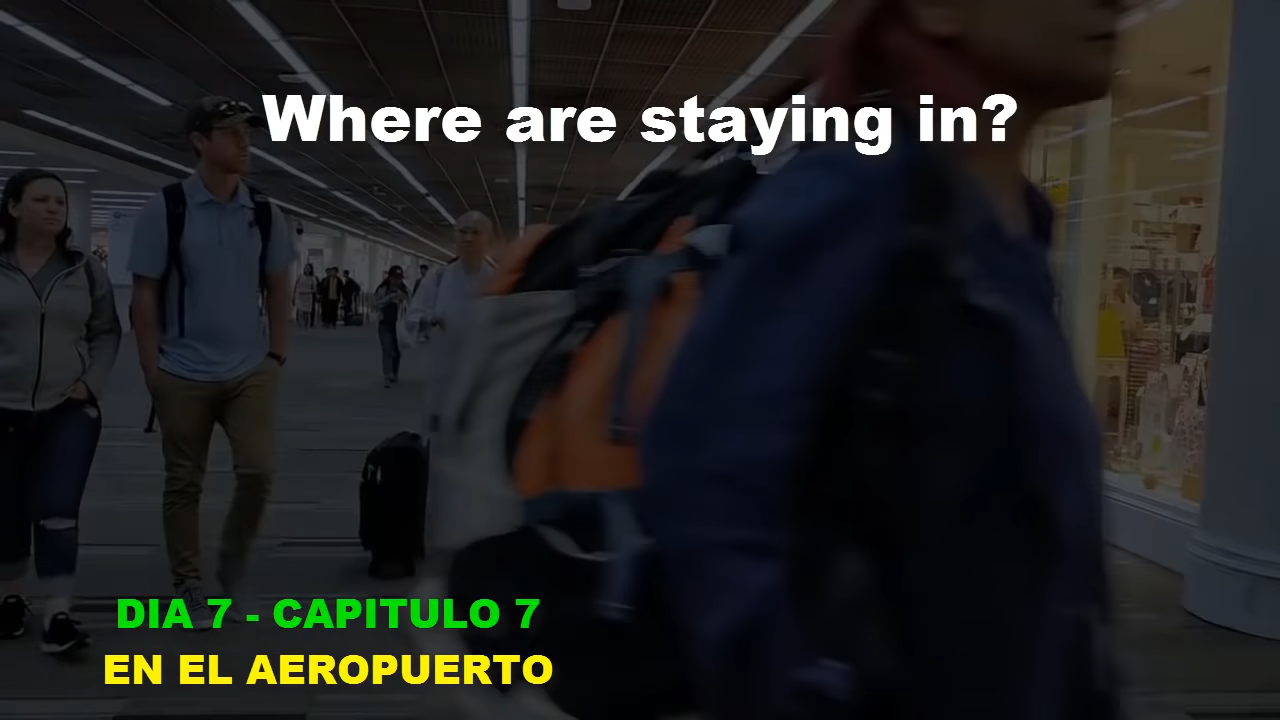 Where are staying in?
DIA 7 - CAPITULO 7
EN EL AEROPUERTO